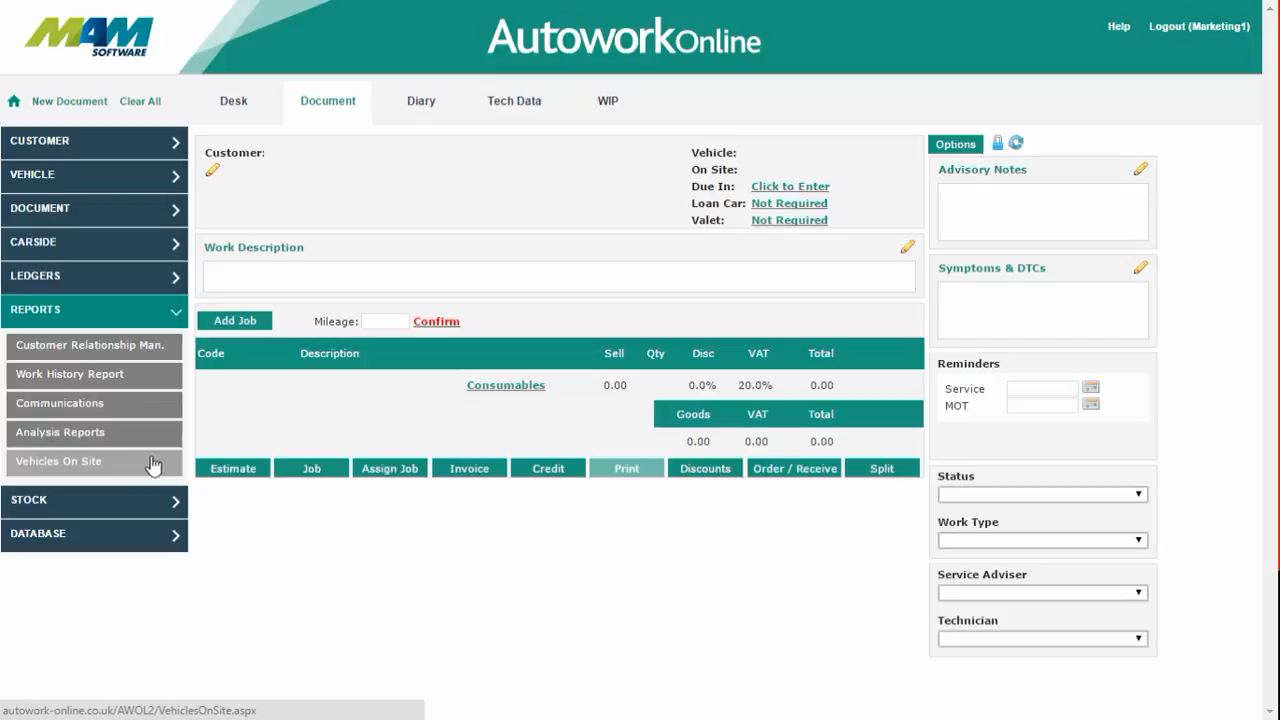 MAM
SOFTWARE
AutoworkOnline
Help
Logout (Marketing1)
New Document
Clear All
Desk
Document
Diary
Tech Data
WIP
CUSTOMER
VEHICLE
DOCUMENT
CARSIDE
LEDGERS
REPORTS
Customer Relationship Man.
Work History Report
Communications
Analysis Reports
Vehicles On Site
STOCK
DATABASE
Customer:
Vehicle:
On Site:
Due In: Click to Enter
Loan Car: Not Required
Valet: Not Required
Work Description
Add Job
Mileage:
Confirm
Code Description Sell Qty Disc VAT Total
Consumables 0.00 0.0% 20.0% 0.00
Goods VAT Total
0.00 0.00 0.00
Estimate Job Assign Job Invoice Credit Print Discounts Order / Receive Split
Options
Advisory Notes
Symptoms & DTCs
Reminders
Service
MOT
Status
Work Type
Service Adviser
Technician
autowork-online.co.uk/AWOL2/VehiclesOnSite.aspx